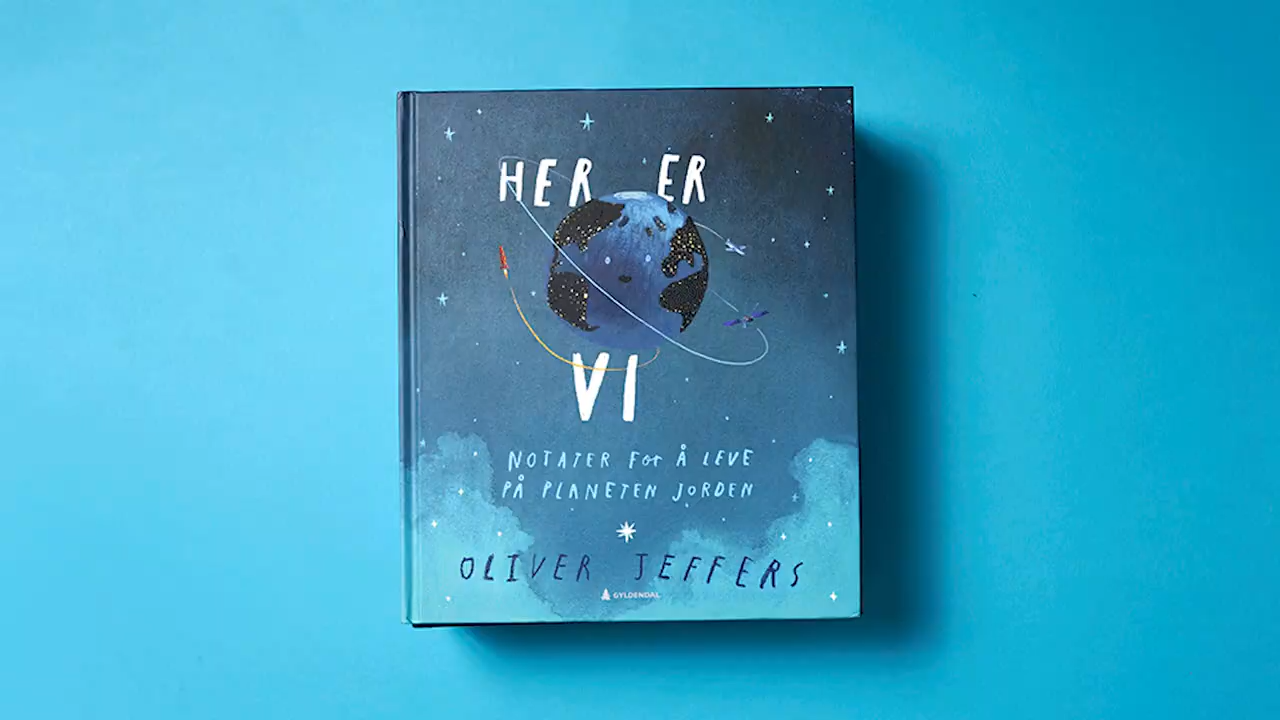 HER ER
VI
NOTATER FOR Å LEVE
PÅ PLANETEN JORDEN
OLIVER JEFFERS
GYLDENDAL